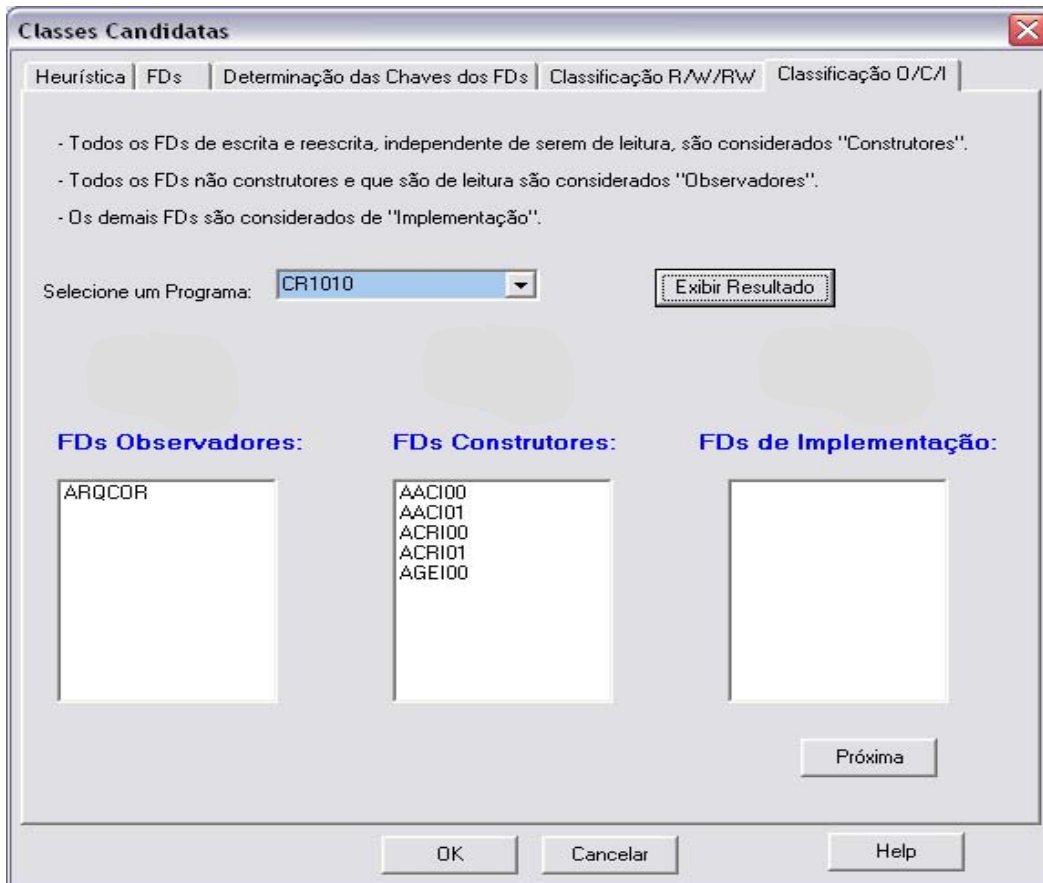 Classes Candidatas
Heurística FDs Determinação das Chaves dos FDs Classificação R/W/RW Classificação O/C/I
- Todos os FDs de escrita e reescrita, independente de serem de leitura, são considerados "Construtores".
- Todos os FDs não construtores e que são de leitura são considerados "Observadores".
- Os demais FDs são considerados de "Implementação".
Selecione um Programa: CR1010 Exibir Resultado
FDs Observadores: FDs Construtores: FDs de Implementação:
ARQCOR AACI00
AACI01
ACRI00
ACRI01
AGEI00
Próxima
OK Cancelar Help